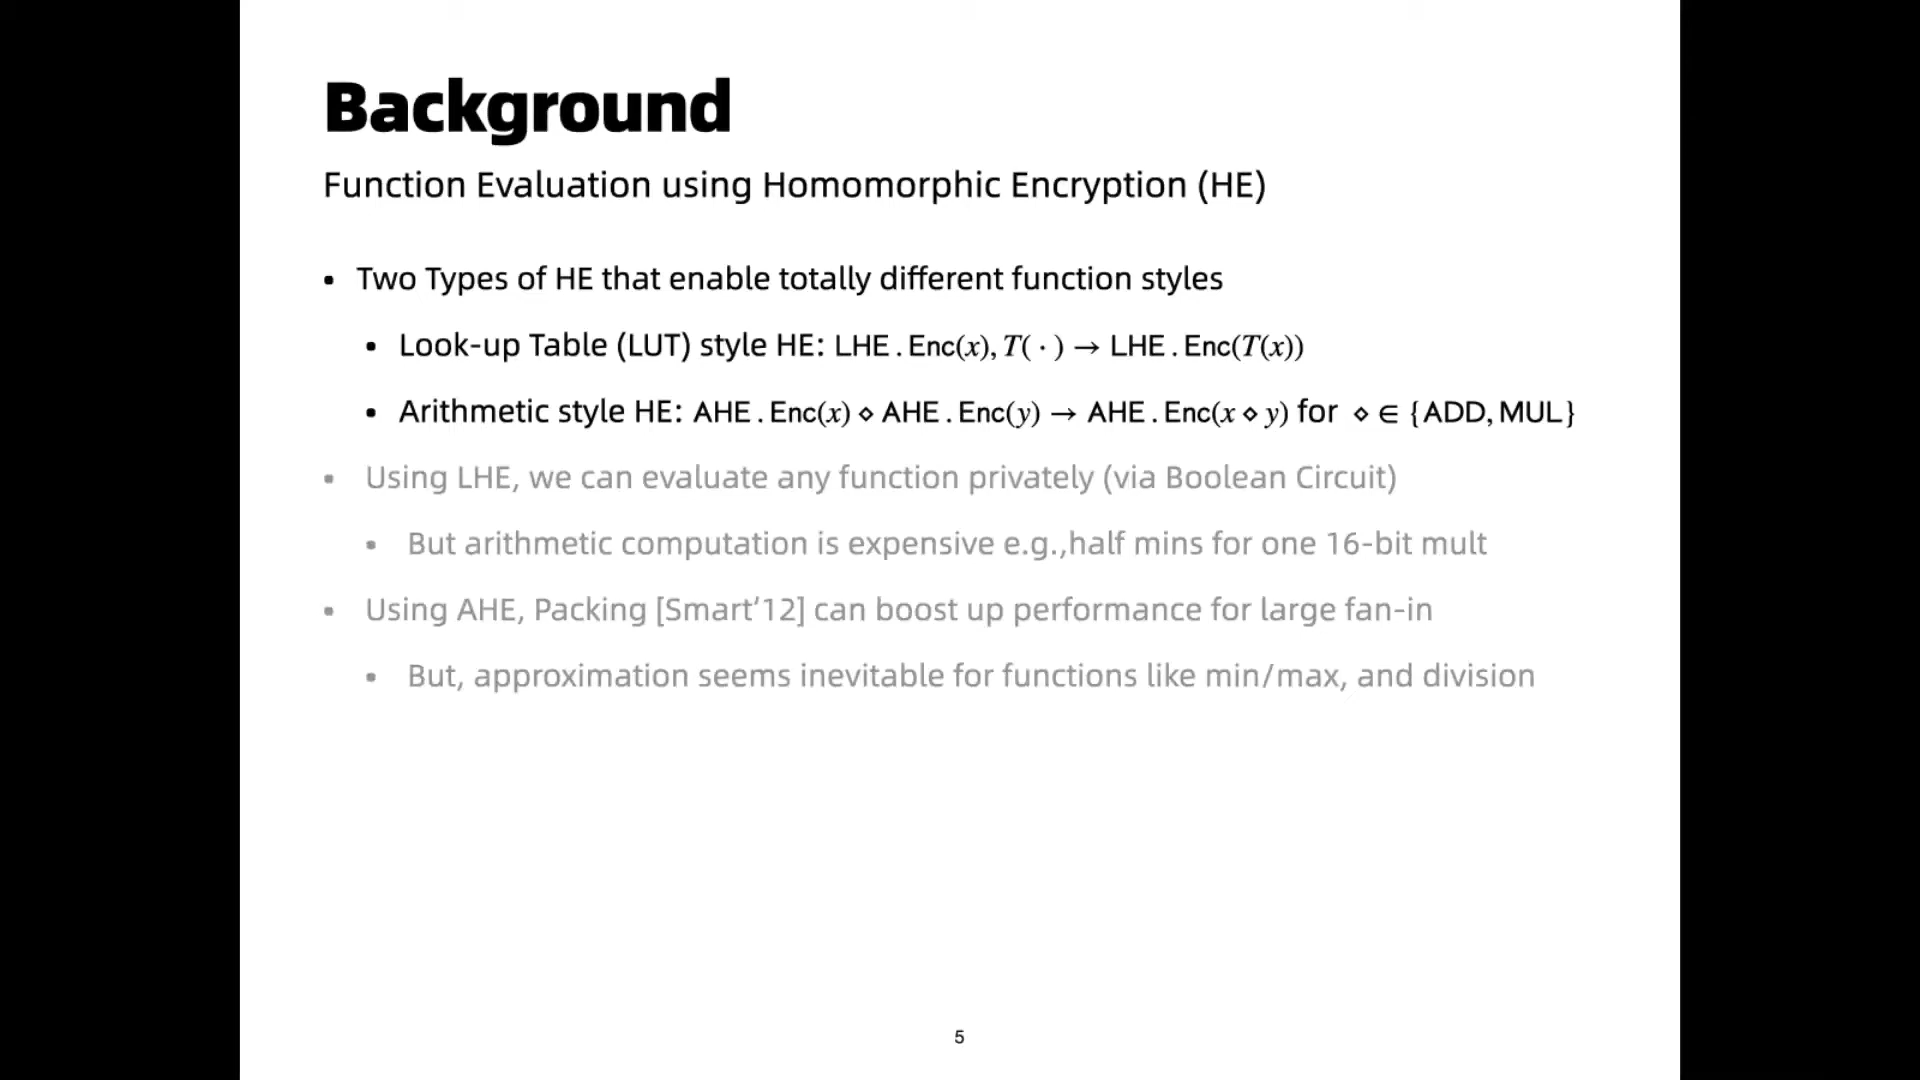 Background
Function Evaluation using Homomorphic Encryption (HE)
• Two Types of HE that enable totally different function styles
• Look-up Table (LUT) style HE: LHE . Enc(x), T( · ) → LHE . Enc(T(x))
• Arithmetic style HE: AHE . Enc(x) ⋄ AHE . Enc(y) → AHE . Enc(x ⋄ y) for ⋄ ∈ {ADD, MUL}
• Using LHE, we can evaluate any function privately (via Boolean Circuit)
• But arithmetic computation is expensive e.g.,half mins for one 16-bit mult
• Using AHE, Packing [Smart’12] can boost up performance for large fan-in
• But, approximation seems inevitable for functions like min/max, and division
5